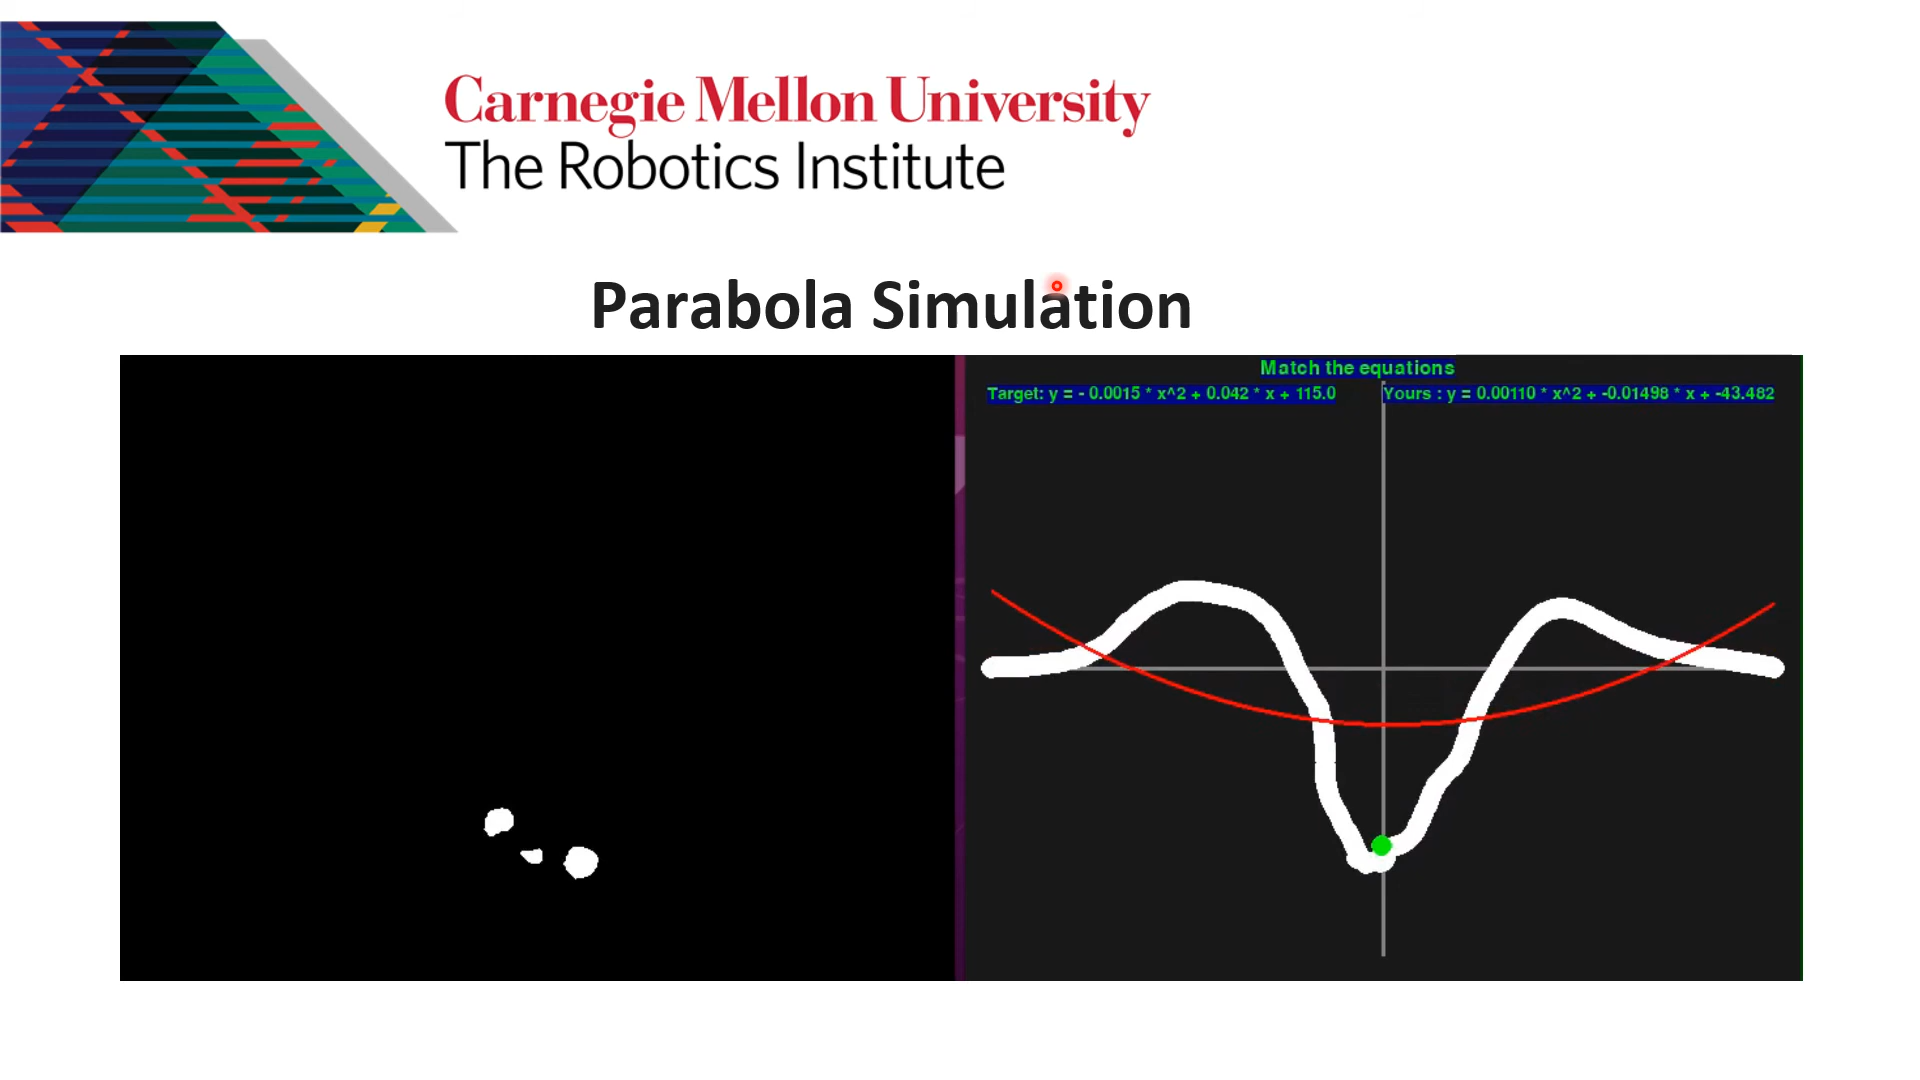 Carnegie Mellon University
The Robotics Institute
Parabola Simulation
Match the equations
Target: y = - 0.0015 * x^2 + 0.042 * x + 115.0
Yours : y = 0.00110 * x^2 + -0.01498 * x + -43.482